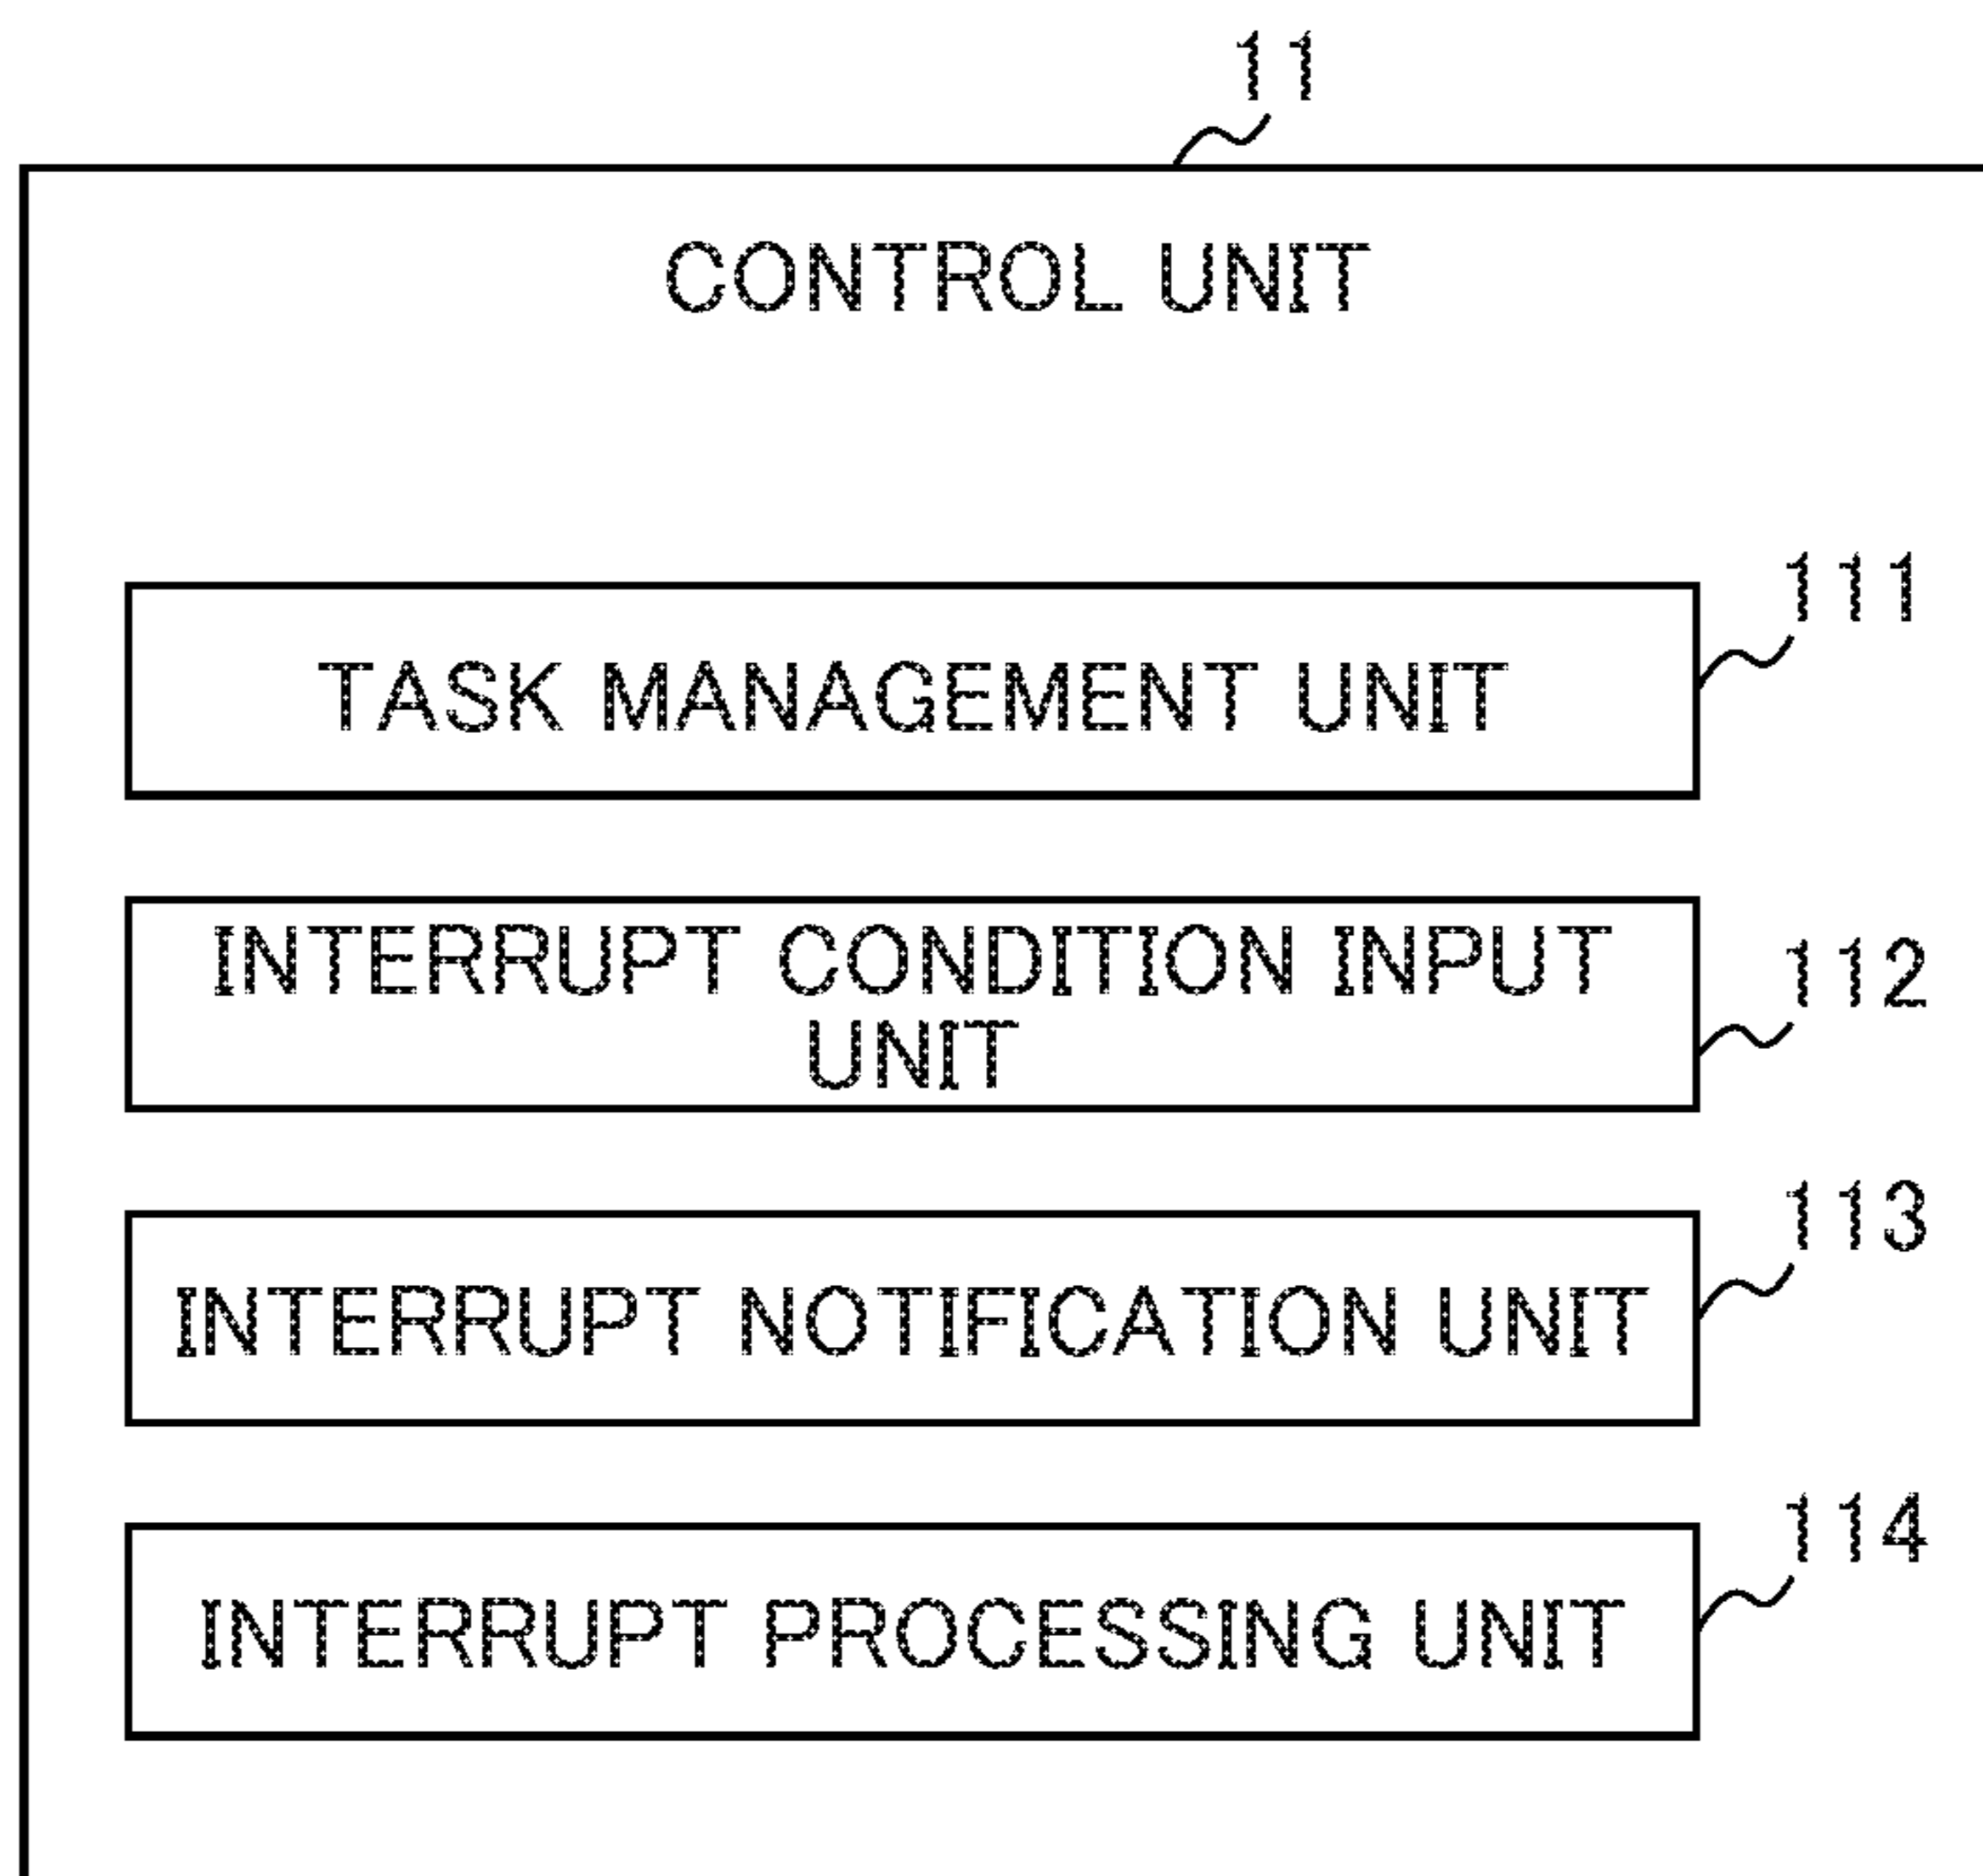 11
CONTROL UNIT
TASK MANAGEMENT UNIT
111
INTERRUPT CONDITION INPUT
UNIT
112
INTERRUPT NOTIFICATION UNIT
113
INTERRUPT PROCESSING UNIT
114